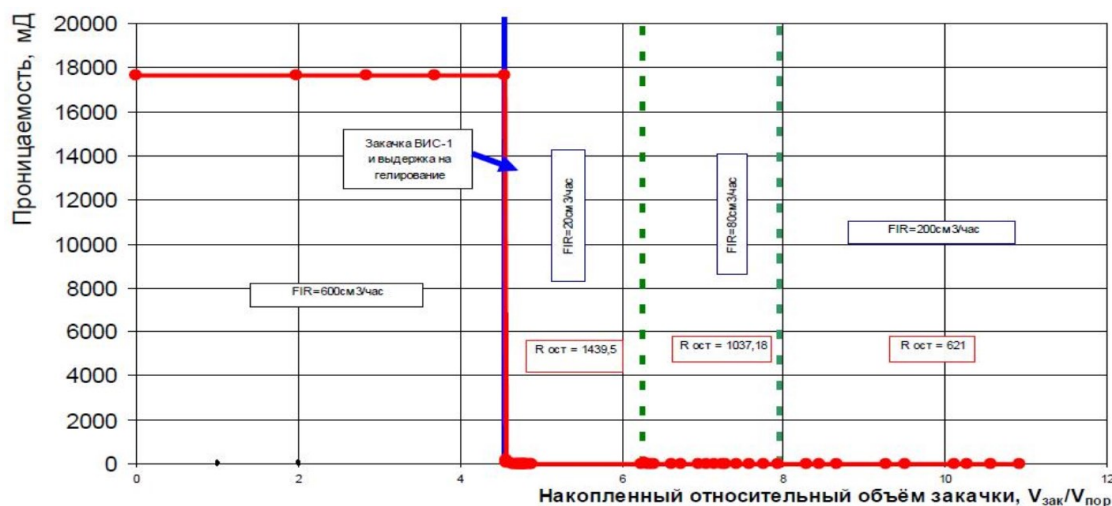 Проницаемость, мД
20000
18000
16000
14000
12000
10000
8000
6000
4000
2000
0
Закачка ВИС-1
и выдержка на
гелирование
FIR=20см3/час
FIR=80см3/час
FIR=200см3/час
FIR=600см3/час
R ост = 1439,5
R ост = 1037,18
R ост = 621
0
2
4
6
8
10
12
Накопленный относительный объём закачки, Vзак/Vпор